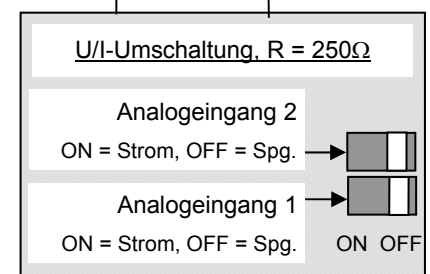 U/I-Umschaltung, R = 250Ω
Analogeingang 2
ON = Strom, OFF = Spg.
Analogeingang 1
ON = Strom, OFF = Spg.
ON OFF